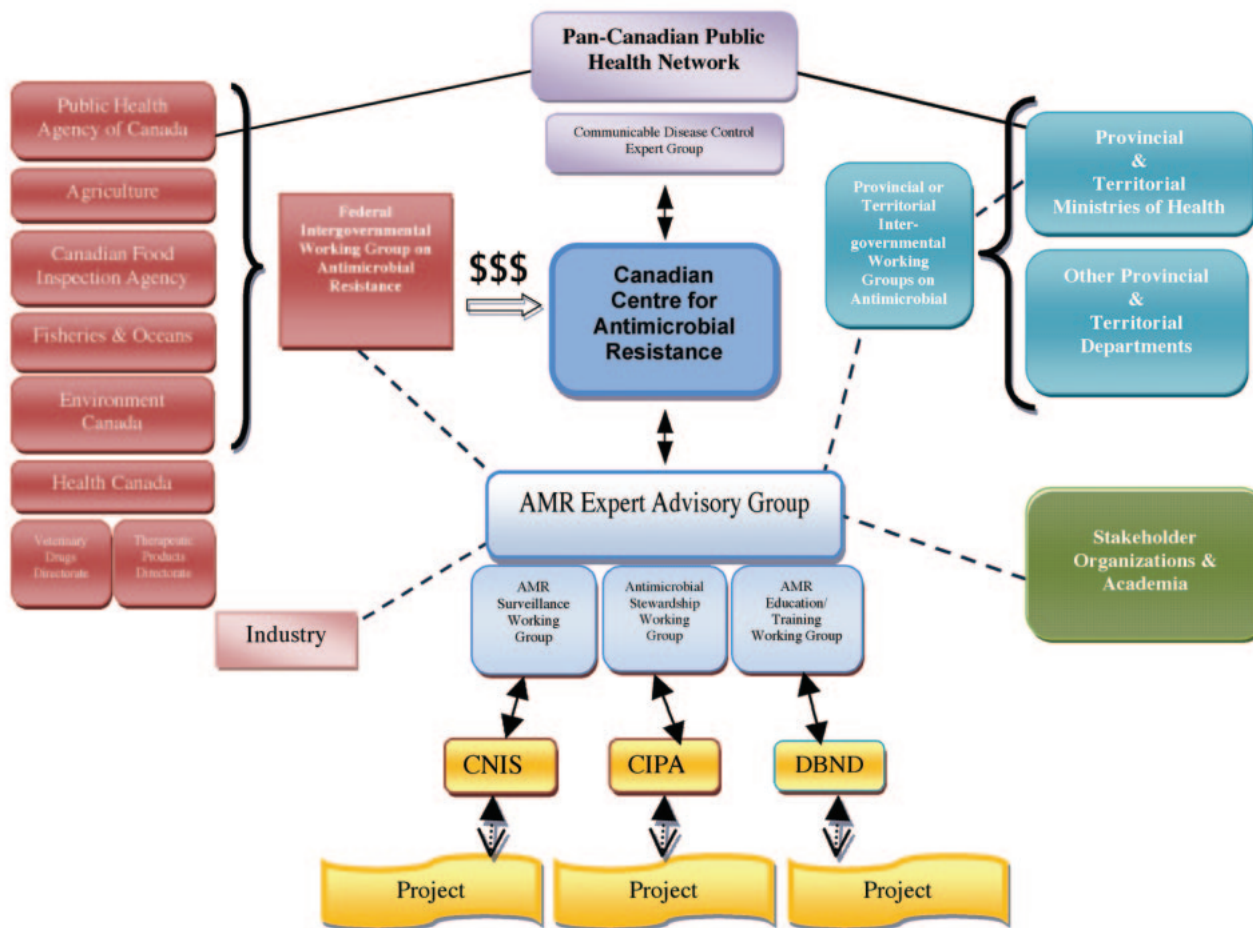 Pan-Canadian Public
Health Network
Communicable Disease Control
Expert Group
Public Health
Agency of Canada
Agriculture
Canadian Food
Inspection Agency
Fisheries & Oceans
Environment
Canada
Health Canada
Veterinary
Drugs
Directorate
Therapeutic
Products
Directorate
Federal
Intergovernmental
Working Group on
Antimicrobial
Resistance
$$$
Canadian
Centre for
Antimicrobial
Resistance
Provincial or
Territorial
Inter-
governmental
Working
Groups on
Antimicrobial
Provincial
&
Territorial
Ministries of Health
Other Provincial
&
Territorial
Departments
AMR Expert Advisory Group
Stakeholder
Organizations &
Academia
Industry
AMR
Surveillance
Working
Group
Antimicrobial
Stewardship
Working
Group
AMR
Education/
Training
Working Group
CNIS
CIPA
DBND
Project
Project
Project